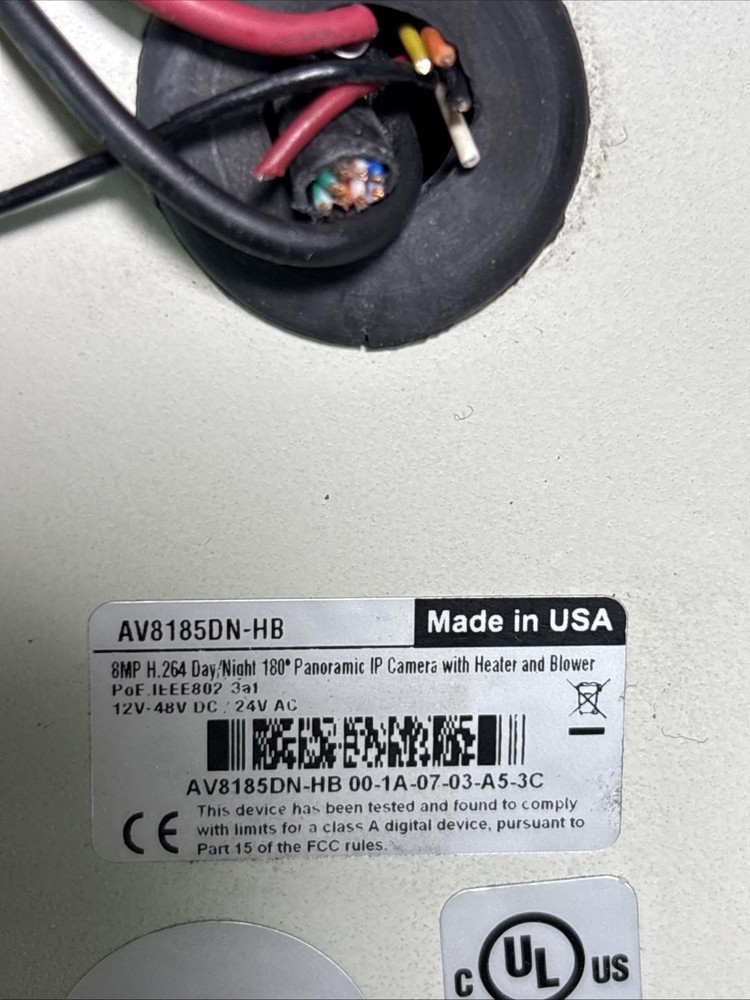 AV8185DN-HB
Made in USA
8MP H.264 Day/Night 180° Panoramic IP Camera with Heater and Blower
PoE,IEEE802.3af
12V-48V DC / 24V AC
AV8185DN-HB 00-1A-07-03-A5-3C
CE
This device has been tested and found to comply
with limits for a class A digital device, pursuant to
Part 15 of the FCC rules.
C UL US